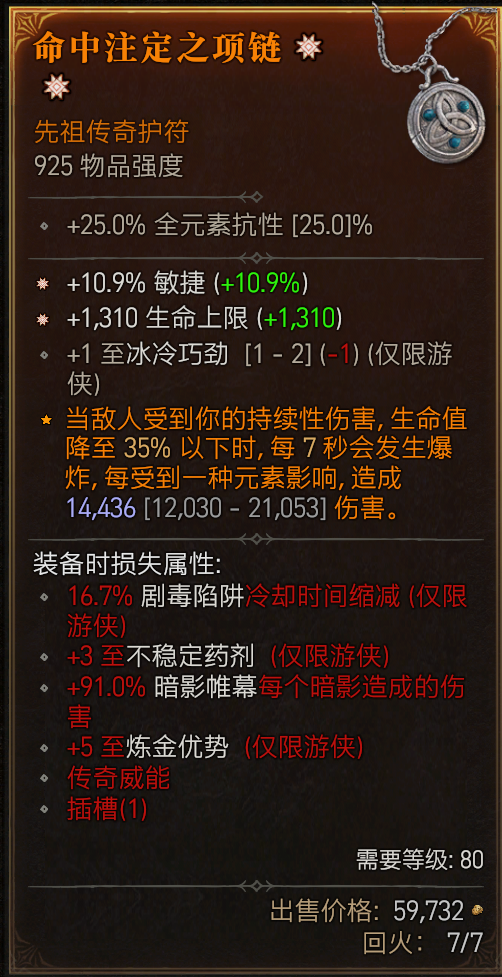 命中注定之项链
先祖传奇护符
925 物品强度
+25.0% 全元素抗性 [25.0]%
+10.9% 敏捷 (+10.9%)
+1,310 生命上限 (+1,310)
+1 至冰冷巧劲 [1 - 2] (-1) (仅限游
侠)
当敌人受到你的持续性伤害, 生命值
降至 35% 以下时, 每 7 秒会发生爆
炸, 每受到一种元素影响, 造成
14,436 [12,030 - 21,053] 伤害。
装备时损失属性:
16.7% 剧毒陷阱冷却时间缩减 (仅限
游侠)
+3 至不稳定药剂 (仅限游侠)
+91.0% 暗影帷幕每个暗影造成的伤
害
+5 至炼金优势 (仅限游侠)
传奇威能
插槽(1)
需要等级: 80
出售价格: 59,732
回火: 7/7